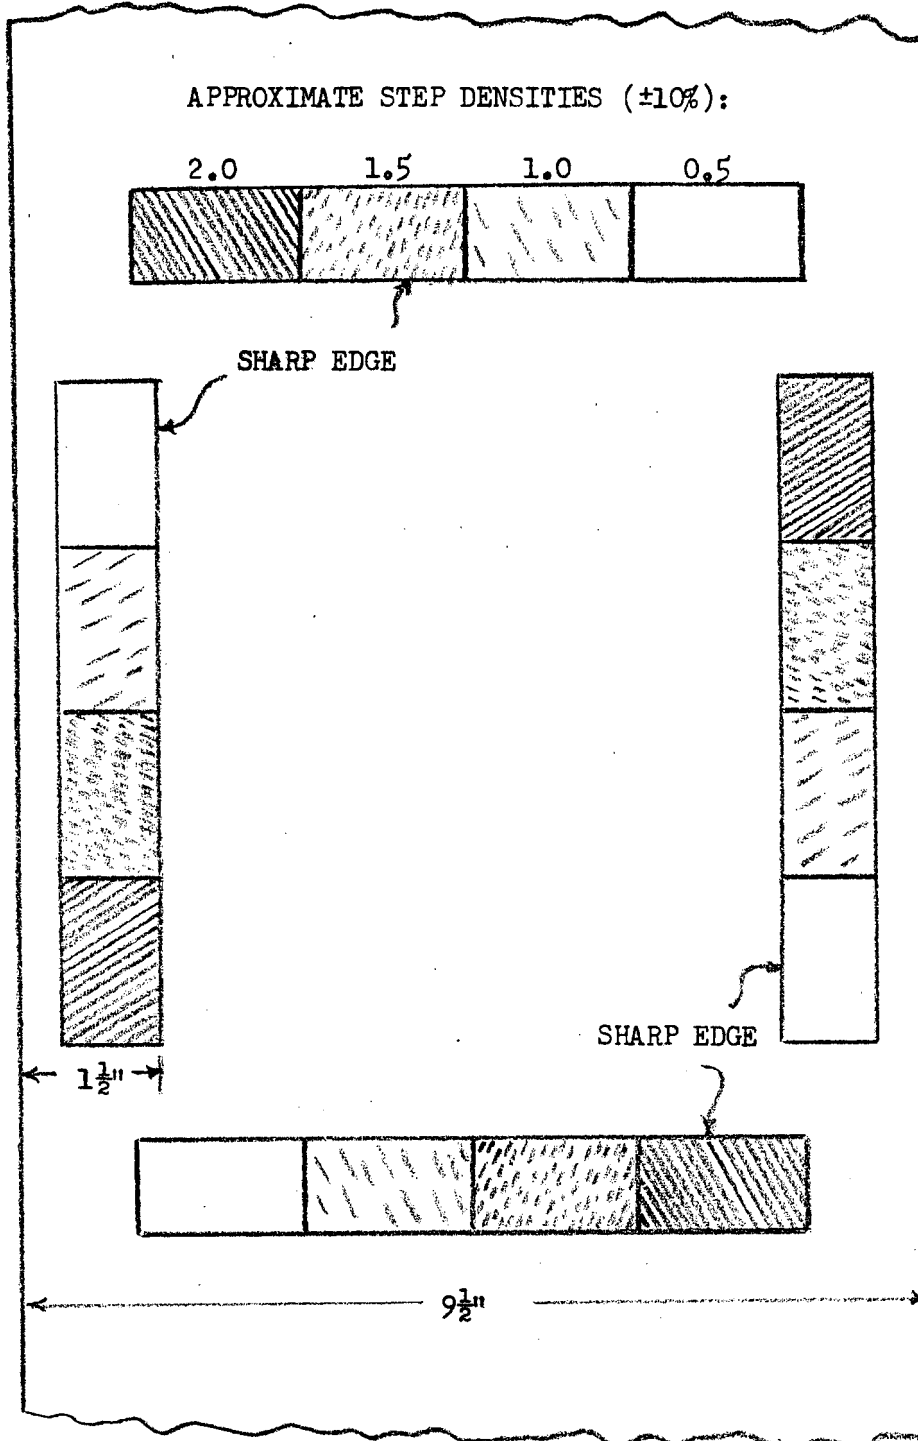 APPROXIMATE STEP DENSITIES (±10%):
2.0 1.5 1.0 0.5
SHARP EDGE
SHARP EDGE
1½"
9½"